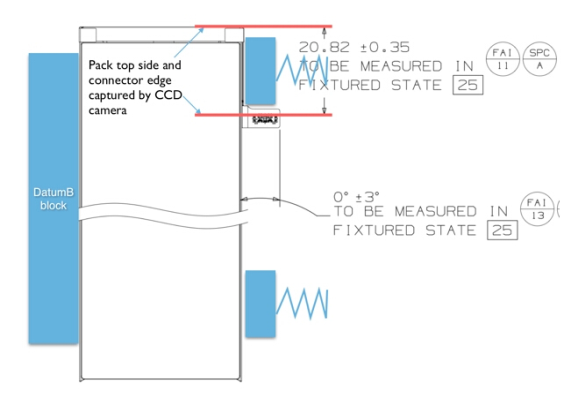 Pack top side and
connector edge
captured by CCD
camera
20.82 ±0.35
TO BE MEASURED IN
FIXTURED STATE 25
FAI
11
SPC
A
DatumB
block
0° ±3°
TO BE MEASURED IN
FIXTURED STATE 25
FAI
13